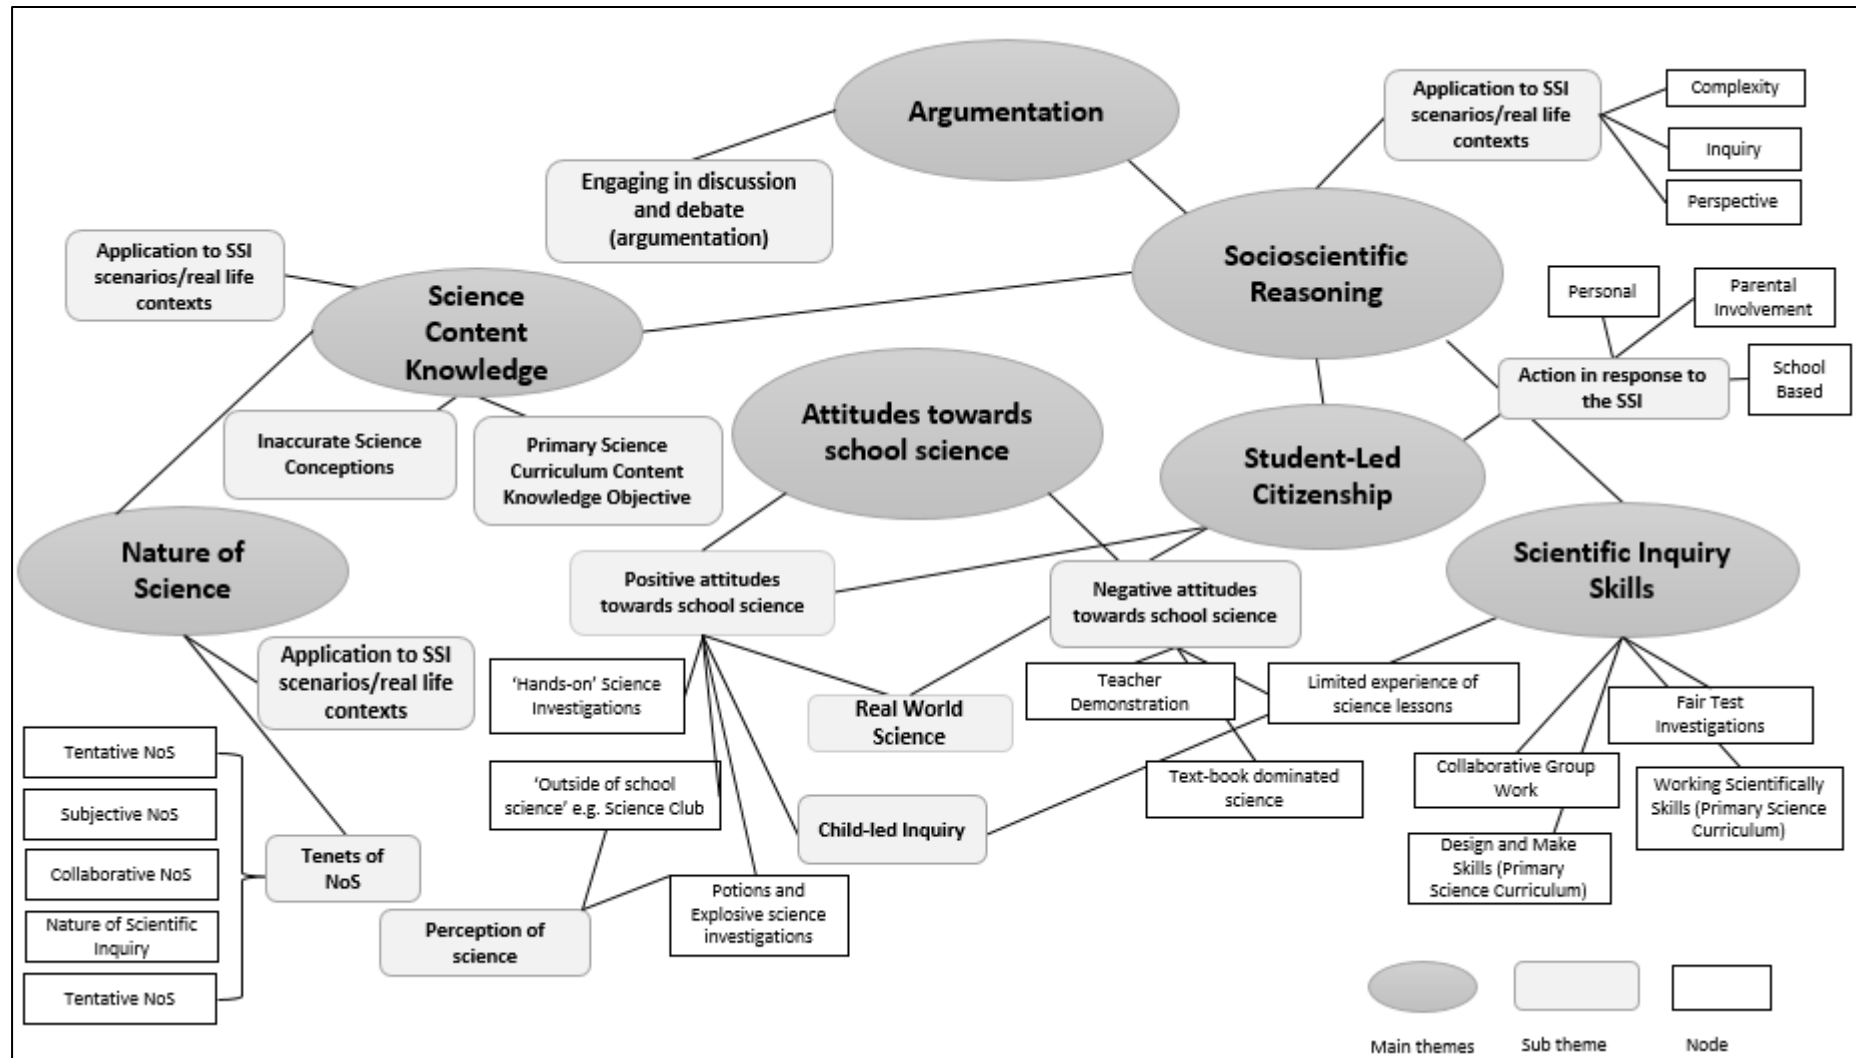 Argumentation
Application to SSI
scenarios/real life
contexts
Complexity
Inquiry
Perspective
Engaging in discussion
and debate
(argumentation)
Application to SSI
scenarios/real life
contexts
Science
Content
Knowledge
Socioscientific
Reasoning
Personal
Parental
Involvement
Action in response to
the SSI
School
Based
Inaccurate Science
Conceptions
Primary Science
Curriculum Content
Knowledge Objective
Attitudes towards
school science
Student-Led
Citizenship
Nature of
Science
Positive attitudes
towards school science
Negative attitudes
towards school science
Scientific Inquiry
Skills
Application to SSI
scenarios/real life
contexts
‘Hands-on’ Science
Investigations
Real World
Science
Teacher
Demonstration
Limited experience of
science lessons
Fair Test
Investigations
Tentative NoS
Subjective NoS
Collaborative NoS
Nature of Scientific
Inquiry
Tentative NoS
Tenets of
NoS
‘Outside of school
science’ e.g. Science Club
Child-led Inquiry
Text-book dominated
science
Collaborative Group
Work
Working Scientifically
Skills (Primary Science
Curriculum)
Design and Make
Skills (Primary
Science Curriculum)
Perception of
science
Potions and
Explosive science
investigations
Main themes
Sub theme
Node